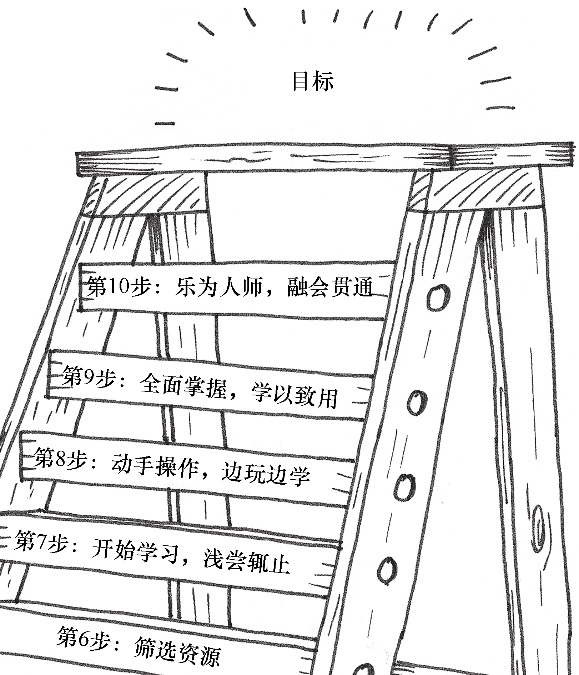 目标
第10步：乐为人师，融会贯通
第9步：全面掌握，学以致用
第8步：动手操作，边玩边学
第7步：开始学习，浅尝辄止
第6步：筛选资源